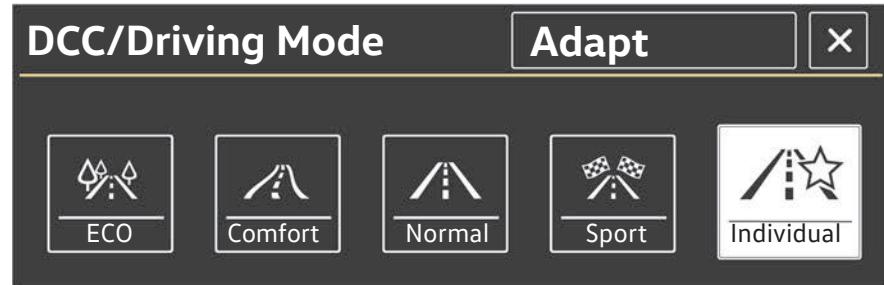 DCC/Driving Mode
Adapt
ECO
Comfort
Normal
Sport
Individual